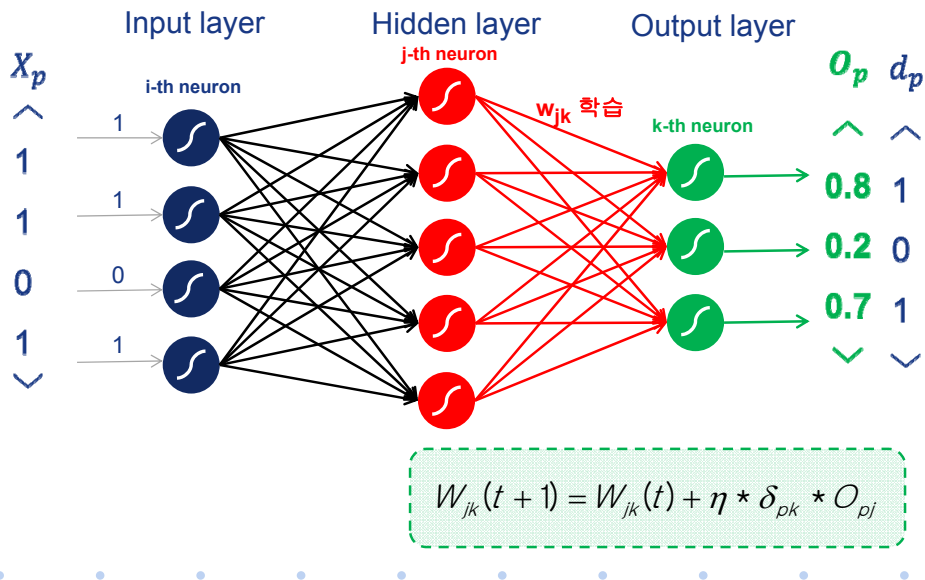 Input layer
Hidden layer
Output layer
j-th neuron
i-th neuron
k-th neuron
w_jk 학습
X_p
<
1
1
0
1
>
1
1
0
1
O_p
<
0.8
0.2
0.7
>
d_p
<
1
0
1
>
W_jk(t + 1) = W_jk(t) + η * δ_pk * O_pj